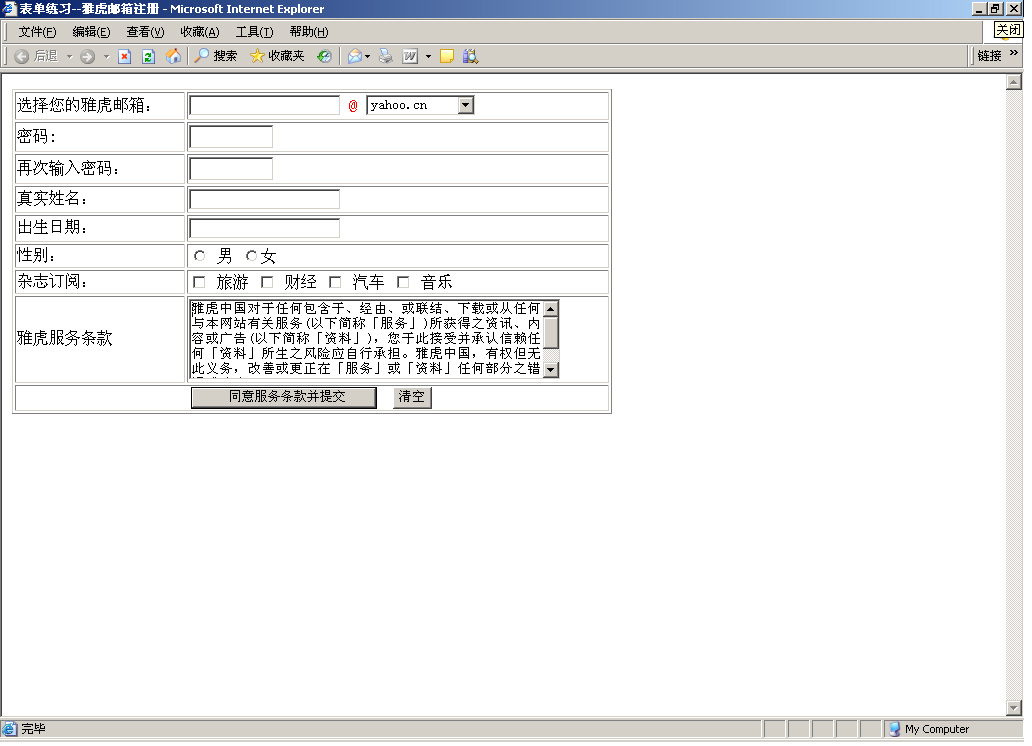 表单练习--雅虎邮箱注册 - Microsoft Internet Explorer
文件(F) 编辑(E) 查看(V) 收藏(A) 工具(T) 帮助(H)
关闭
后退 搜索 收藏夹 链接 »
选择您的雅虎邮箱: @ yahoo.cn
密码:
再次输入密码:
真实姓名:
出生日期:
性别: 男 女
杂志订阅: 旅游 财经 汽车 音乐
雅虎服务条款
雅虎中国对于任何包含于、经由、或联结、下载或从任何
与本网站有关服务(以下简称「服务」)所获得之资讯、内
容或广告(以下简称「资料」), 您于此接受并承认信赖任
何「资料」所生之风险应自行承担。雅虎中国, 有权但无
此义务, 改善或更正在「服务」或「资料」任何部分之错
同意服务条款并提交 清空
完毕 My Computer